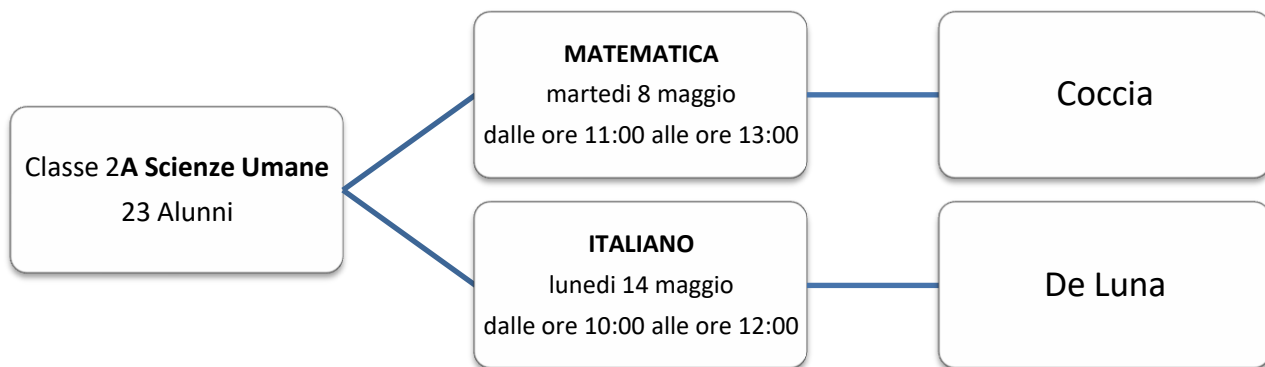 Classe 2A Scienze Umane
23 Alunni
MATEMATICA
martedi 8 maggio
dalle ore 11:00 alle ore 13:00
Coccia
ITALIANO
lunedi 14 maggio
dalle ore 10:00 alle ore 12:00
De Luna